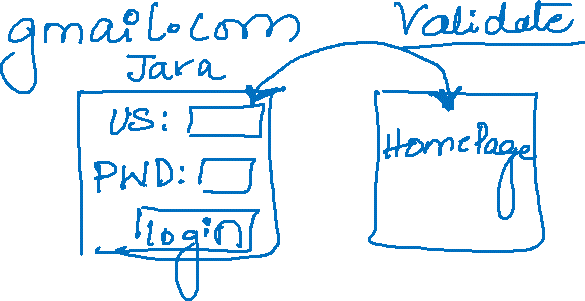 gmail.com
Validate
Java
US:
PWD:
login
HomePage